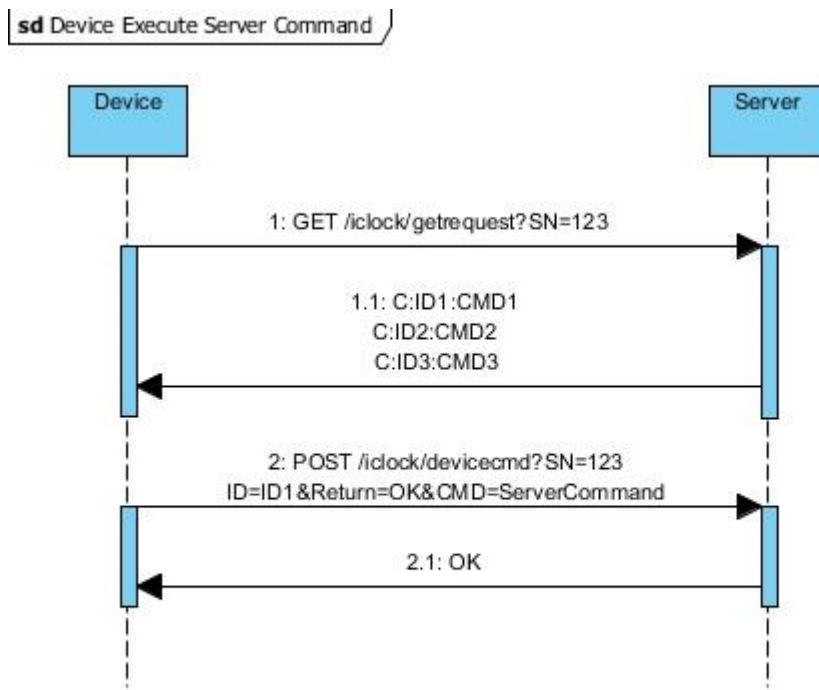 sd Device Execute Server Command
Device
Server
1: GET /iclock/getrequest?SN=123
1.1: C:ID1:CMD1
C:ID2:CMD2
C:ID3:CMD3
2: POST /iclock/devicecmd?SN=123
ID=ID1&Return=OK&CMD=ServerCommand
2.1: OK